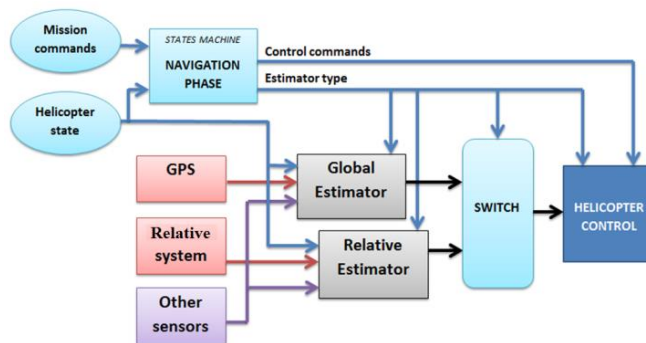 Mission
commands
STATES MACHINE
NAVIGATION
PHASE
Control commands
Estimator type
Helicopter
state
GPS
Global
Estimator
SWITCH
HELICOPTER
CONTROL
Relative
system
Relative
Estimator
Other
sensors